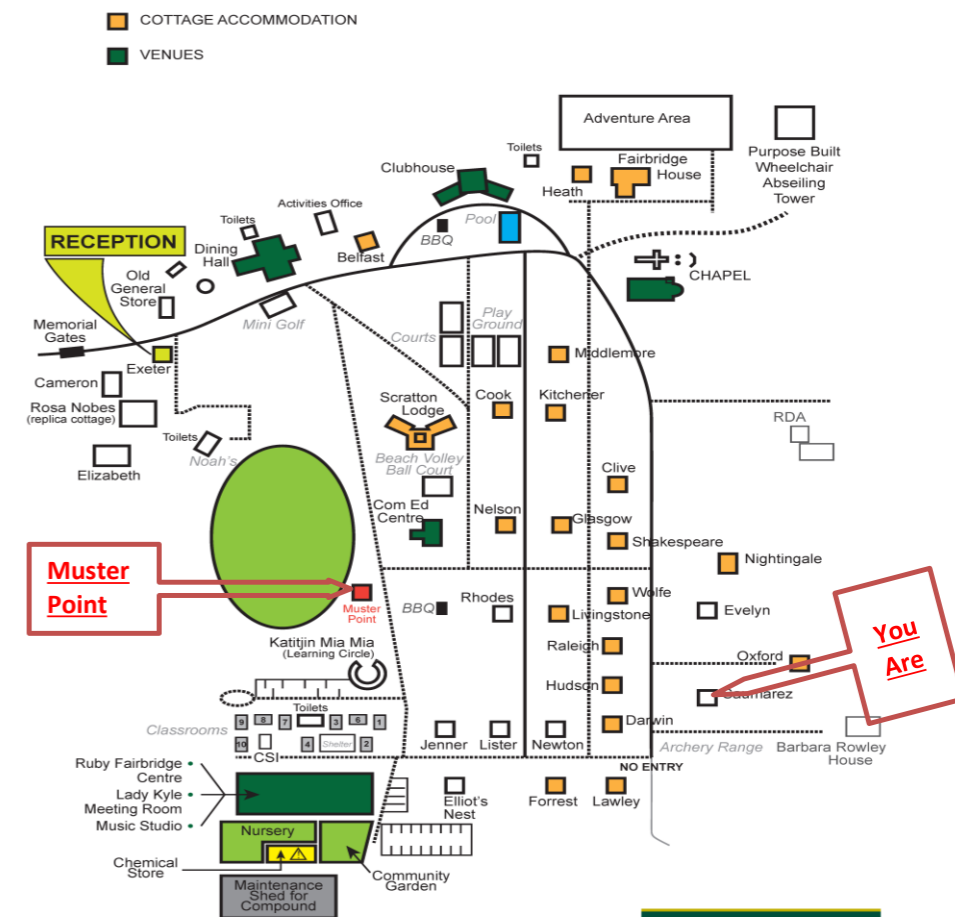 COTTAGE ACCOMMODATION
VENUES
Adventure Area
Purpose Built
Wheelchair
Abseiling
Tower
Toilets
Clubhouse
Fairbridge
House
Heath
Activities Office
Pool
BBQ
Toilets
Belfast
RECEPTION
Dining
Hall
CHAPEL
Old
General
Store
Mini Golf
Memorial
Gates
Exeter
Courts
Play
Ground
Middlemore
Cameron
Rosa Nobes
(replica cottage)
Scratton
Lodge
Cook
Kitchener
RDA
Toilets
Noah's
Elizabeth
Beach Volley
Ball Court
Clive
Com Ed
Centre
Nelson
Glasgow
Shakespeare
Nightingale
Muster
Point
Muster
Point
BBQ
Rhodes
Wolfe
Livingstone
Evelyn
You
Are
Katitjin Mia Mia
(Learning Circle)
Raleigh
Oxford
Hudson
Saumarez
Toilets
Classrooms
9
8
7
3
6
1
10
CSI
4
Shelter
2
Jenner
Lister
Newton
Darwin
Archery Range
Barbara Rowley
House
NO ENTRY
Ruby Fairbridge
Centre
Lady Kyle
Meeting Room
Music Studio
Elliot's
Nest
Forrest
Lawley
Nursery
Chemical
Store
Community
Garden
Maintenance
Shed for
Compound